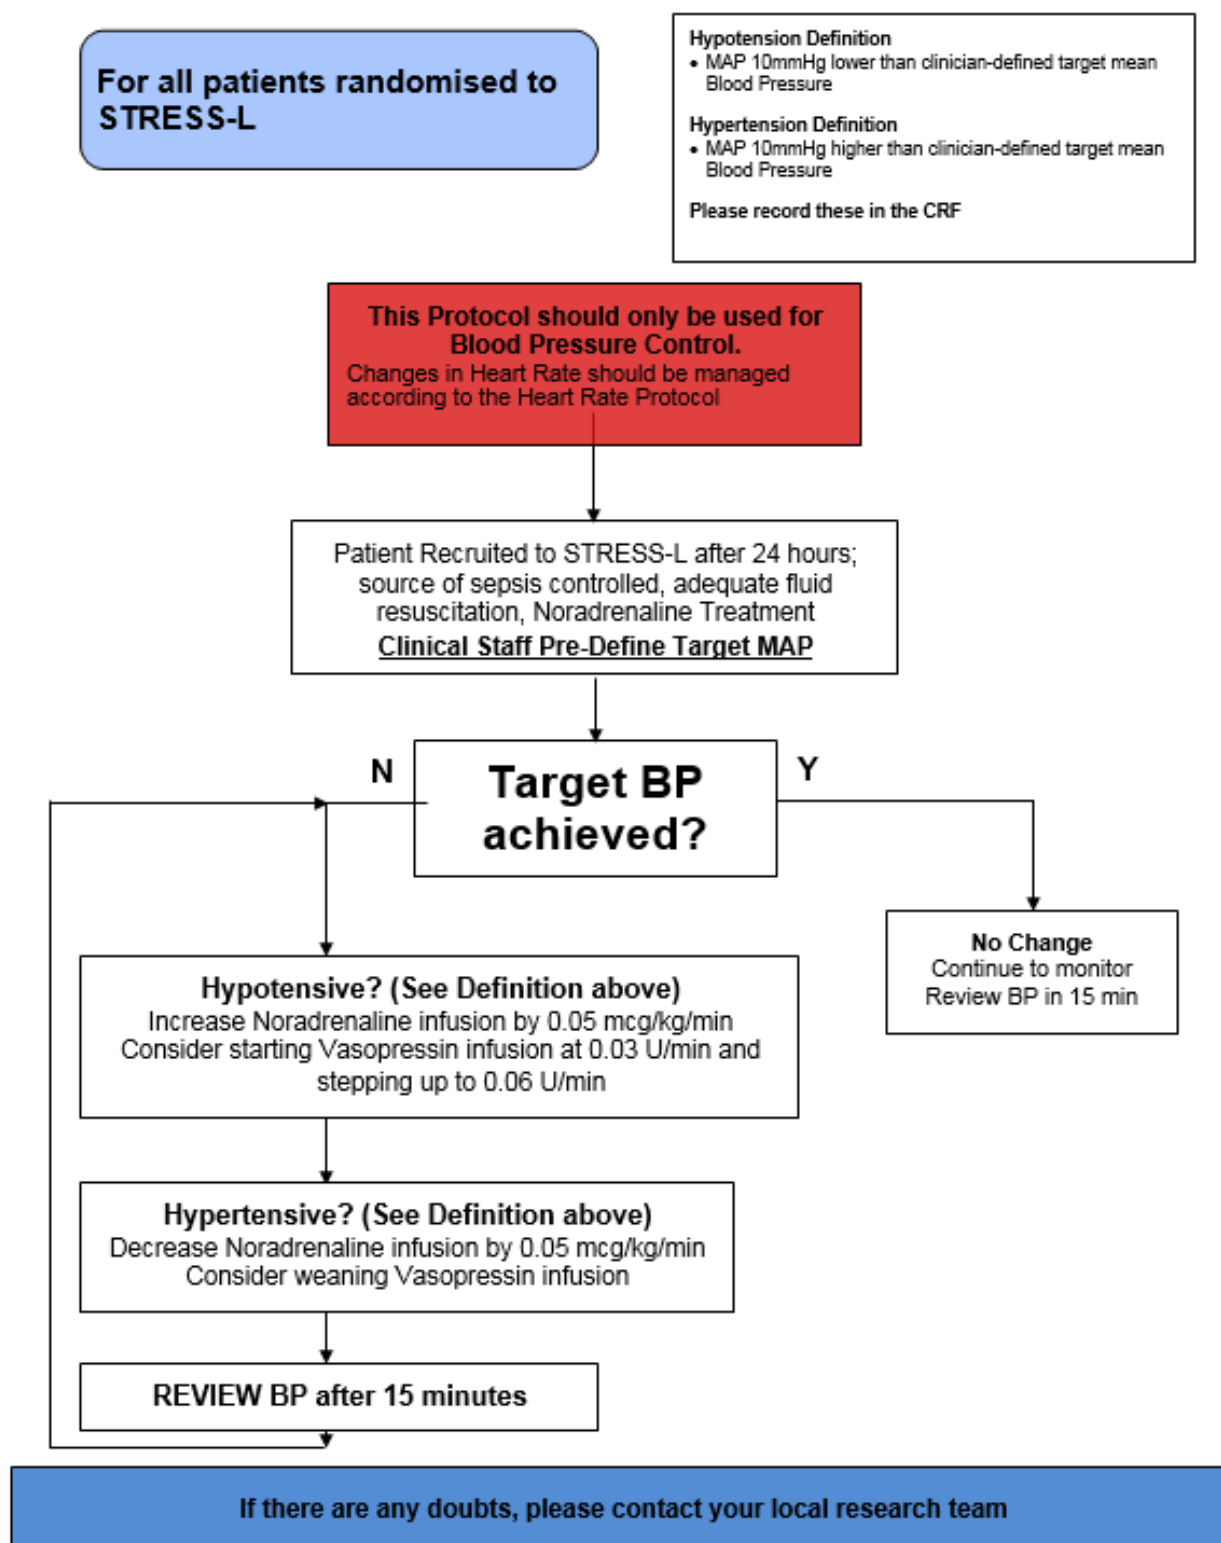 For all patients randomised to
STRESS-L
Hypotension Definition
• MAP 10mmHg lower than clinician-defined target mean
Blood Pressure
Hypertension Definition
• MAP 10mmHg higher than clinician-defined target mean
Blood Pressure
Please record these in the CRF
This Protocol should only be used for
Blood Pressure Control.
Changes in Heart Rate should be managed
according to the Heart Rate Protocol
Patient Recruited to STRESS-L after 24 hours;
source of sepsis controlled, adequate fluid
resuscitation, Noradrenaline Treatment
Clinical Staff Pre-Define Target MAP
N
Target BP
achieved?
Y
No Change
Continue to monitor
Review BP in 15 min
Hypotensive? (See Definition above)
Increase Noradrenaline infusion by 0.05 mcg/kg/min
Consider starting Vasopressin infusion at 0.03 U/min and
stepping up to 0.06 U/min
Hypertensive? (See Definition above)
Decrease Noradrenaline infusion by 0.05 mcg/kg/min
Consider weaning Vasopressin infusion
REVIEW BP after 15 minutes
If there are any doubts, please contact your local research team